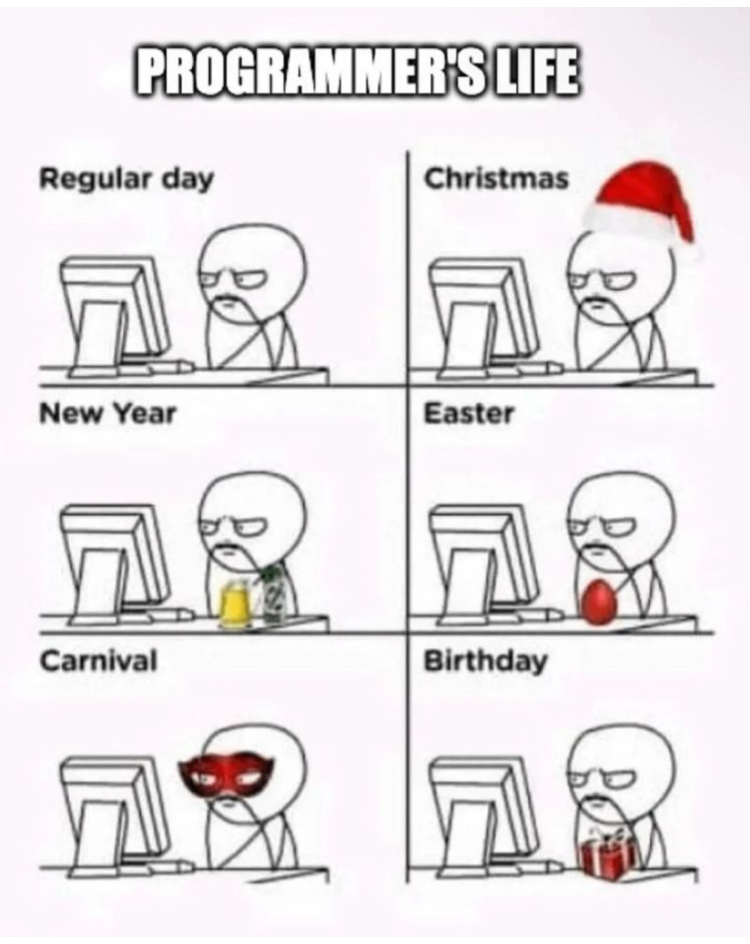 PROGRAMMER'S LIFE
Regular day
Christmas
New Year
Easter
Carnival
Birthday